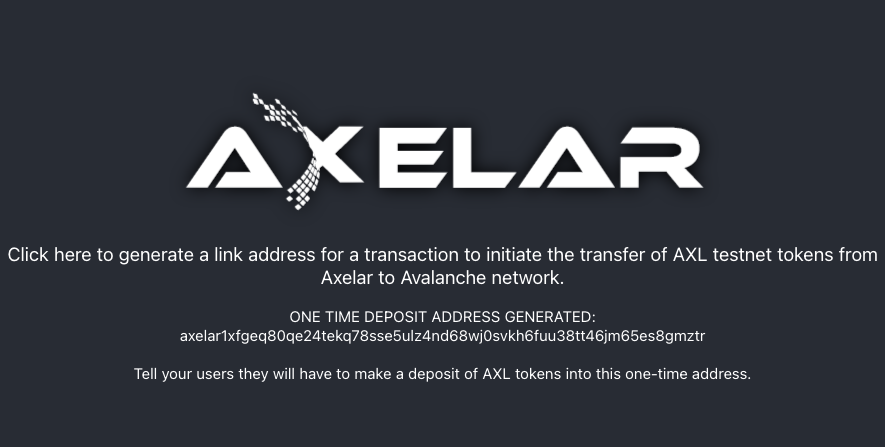 AXELAR
Click here to generate a link address for a transaction to initiate the transfer of AXL testnet tokens from
Axelar to Avalanche network.
ONE TIME DEPOSIT ADDRESS GENERATED:
axelar1xfgeq80qe24tekq78sse5ulz4nd68wj0svkh6fuu38tt46jm65es8gmztr
Tell your users they will have to make a deposit of AXL tokens into this one-time address.